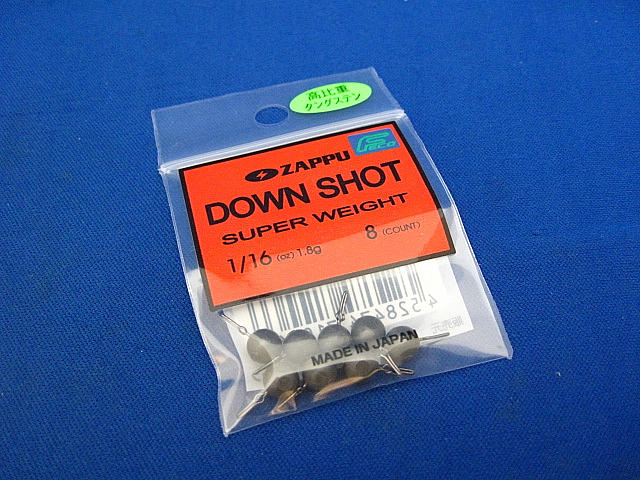 高比重
タングステン
ZAPPU
FECO
DOWN SHOT
SUPER WEIGHT
1/16 (oz) 1.8g 8 (COUNT)
MADE IN JAPAN